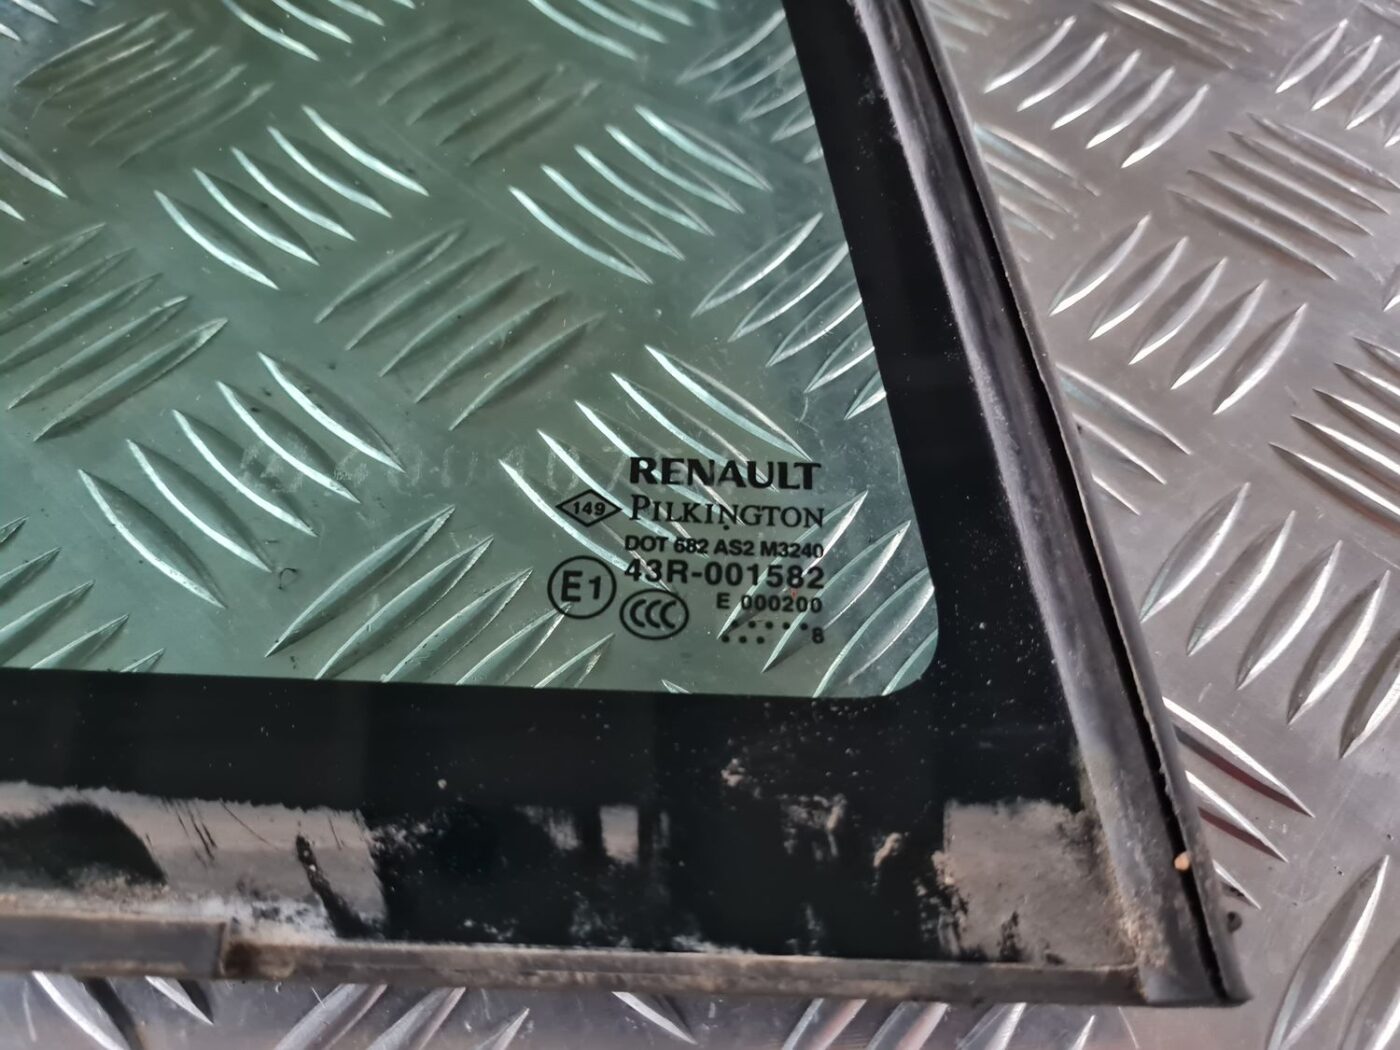 RENAULT
149 PILKINGTON
DOT 682 AS2 M3240
E1 43R-001582
CCC E 000200
8